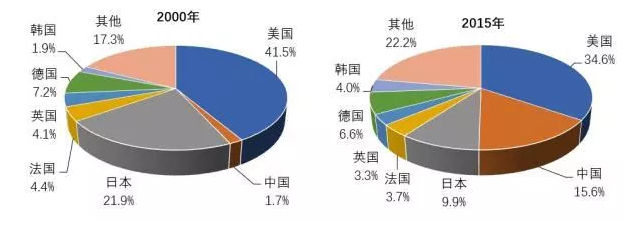 2000年
美国
41.5%
中国
1.7%
日本
21.9%
法国
4.4%
英国
4.1%
德国
7.2%
韩国
1.9%
其他
17.3%
2015年
美国
34.6%
中国
15.6%
日本
9.9%
法国
3.7%
英国
3.3%
德国
6.6%
韩国
4.0%
其他
22.2%